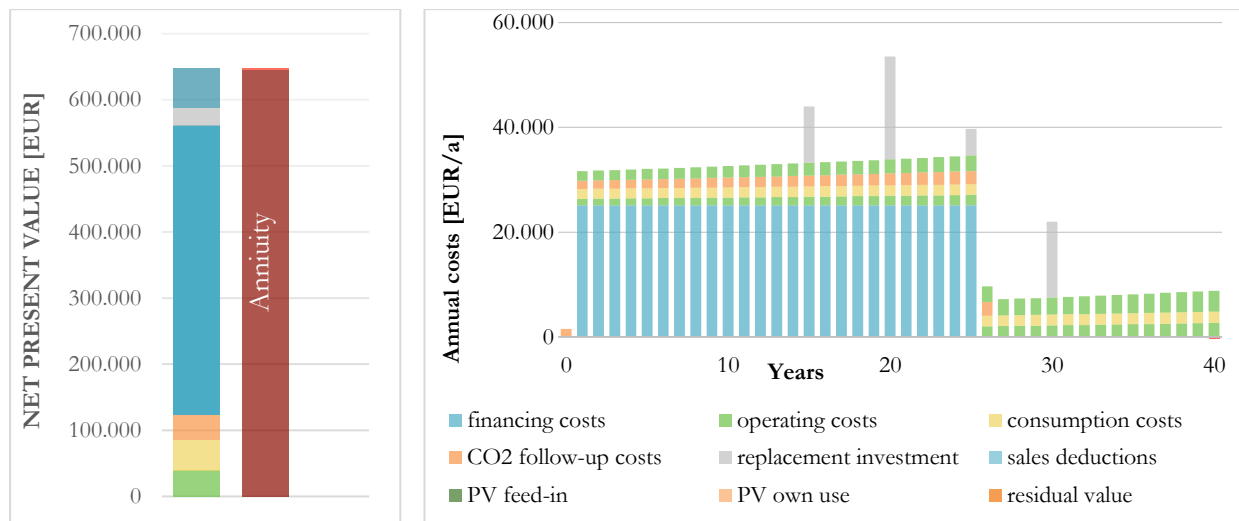 NET PRESENT VALUE [EUR]
700.000
600.000
500.000
400.000
300.000
200.000
100.000
0
Anniuity
Annual costs [EUR/a]
60.000
40.000
20.000
0
0 10 20 30 40
Years
financing costs operating costs consumption costs
CO2 follow-up costs replacement investment sales deductions
PV feed-in PV own use residual value